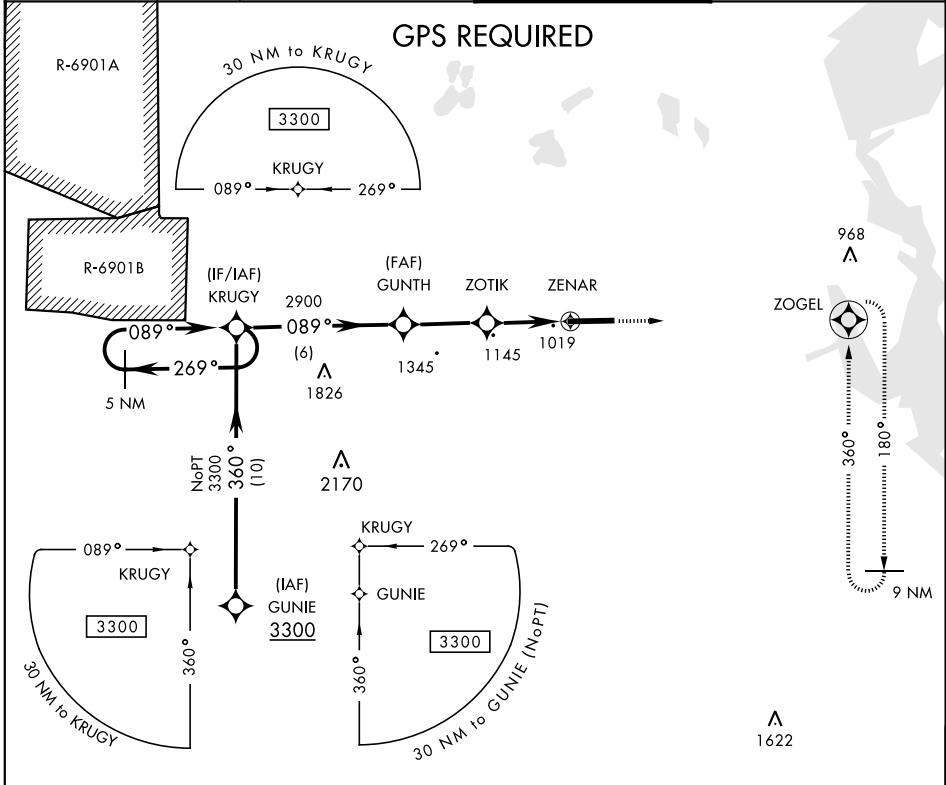 GPS REQUIRED
R-6901A
30 NM to KRUGY
3300
KRUGY
089° 269°
R-6901B
(IF/IAF)
KRUGY
2900
089°
(6)
(FAF)
GUNTH
ZOTIK
ZENAR
968
ZOGEL
089°
269°
5 NM
1826
1345
1145
1019
NoPT
3300
360°
(10)
2170
360°
180°
9 NM
089°
KRUGY
3300
360°
30 NM to KRUGY
(IAF)
GUNIE
3300
KRUGY
269°
GUNIE
3300
360°
30 NM to GUNIE (NoPT)
1622